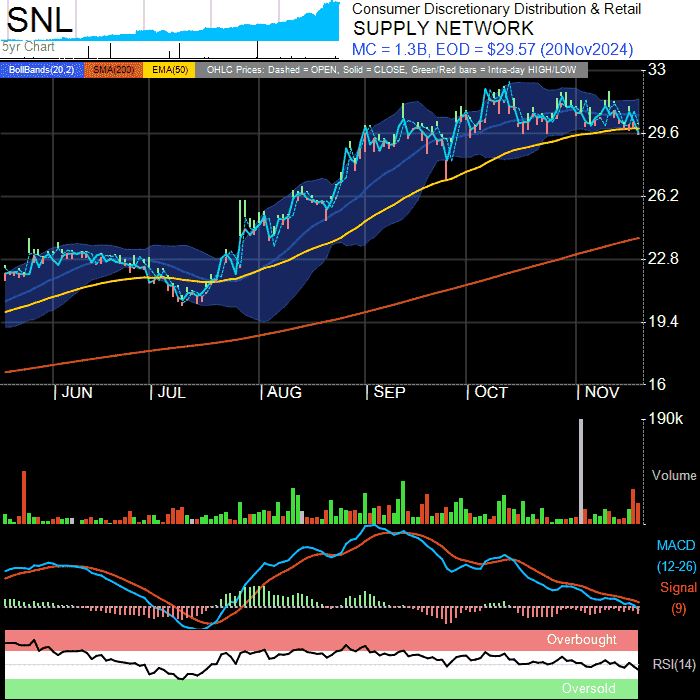 SNL
5yr Chart
Consumer Discretionary Distribution & Retail
SUPPLY NETWORK
MC = 1.3B, EOD = $29.57 (20Nov2024)
BollBands(20,2) SMA(200) EMA(50) OHLC Prices: Dashed = OPEN, Solid = CLOSE, Green/Red bars = Intra-day HIGH/LOW
33
29.6
26.2
22.8
19.4
16
JUN JUL AUG SEP OCT NOV
190k
Volume
MACD
(12-26)
Signal
(9)
Overbought
RSI(14)
Oversold